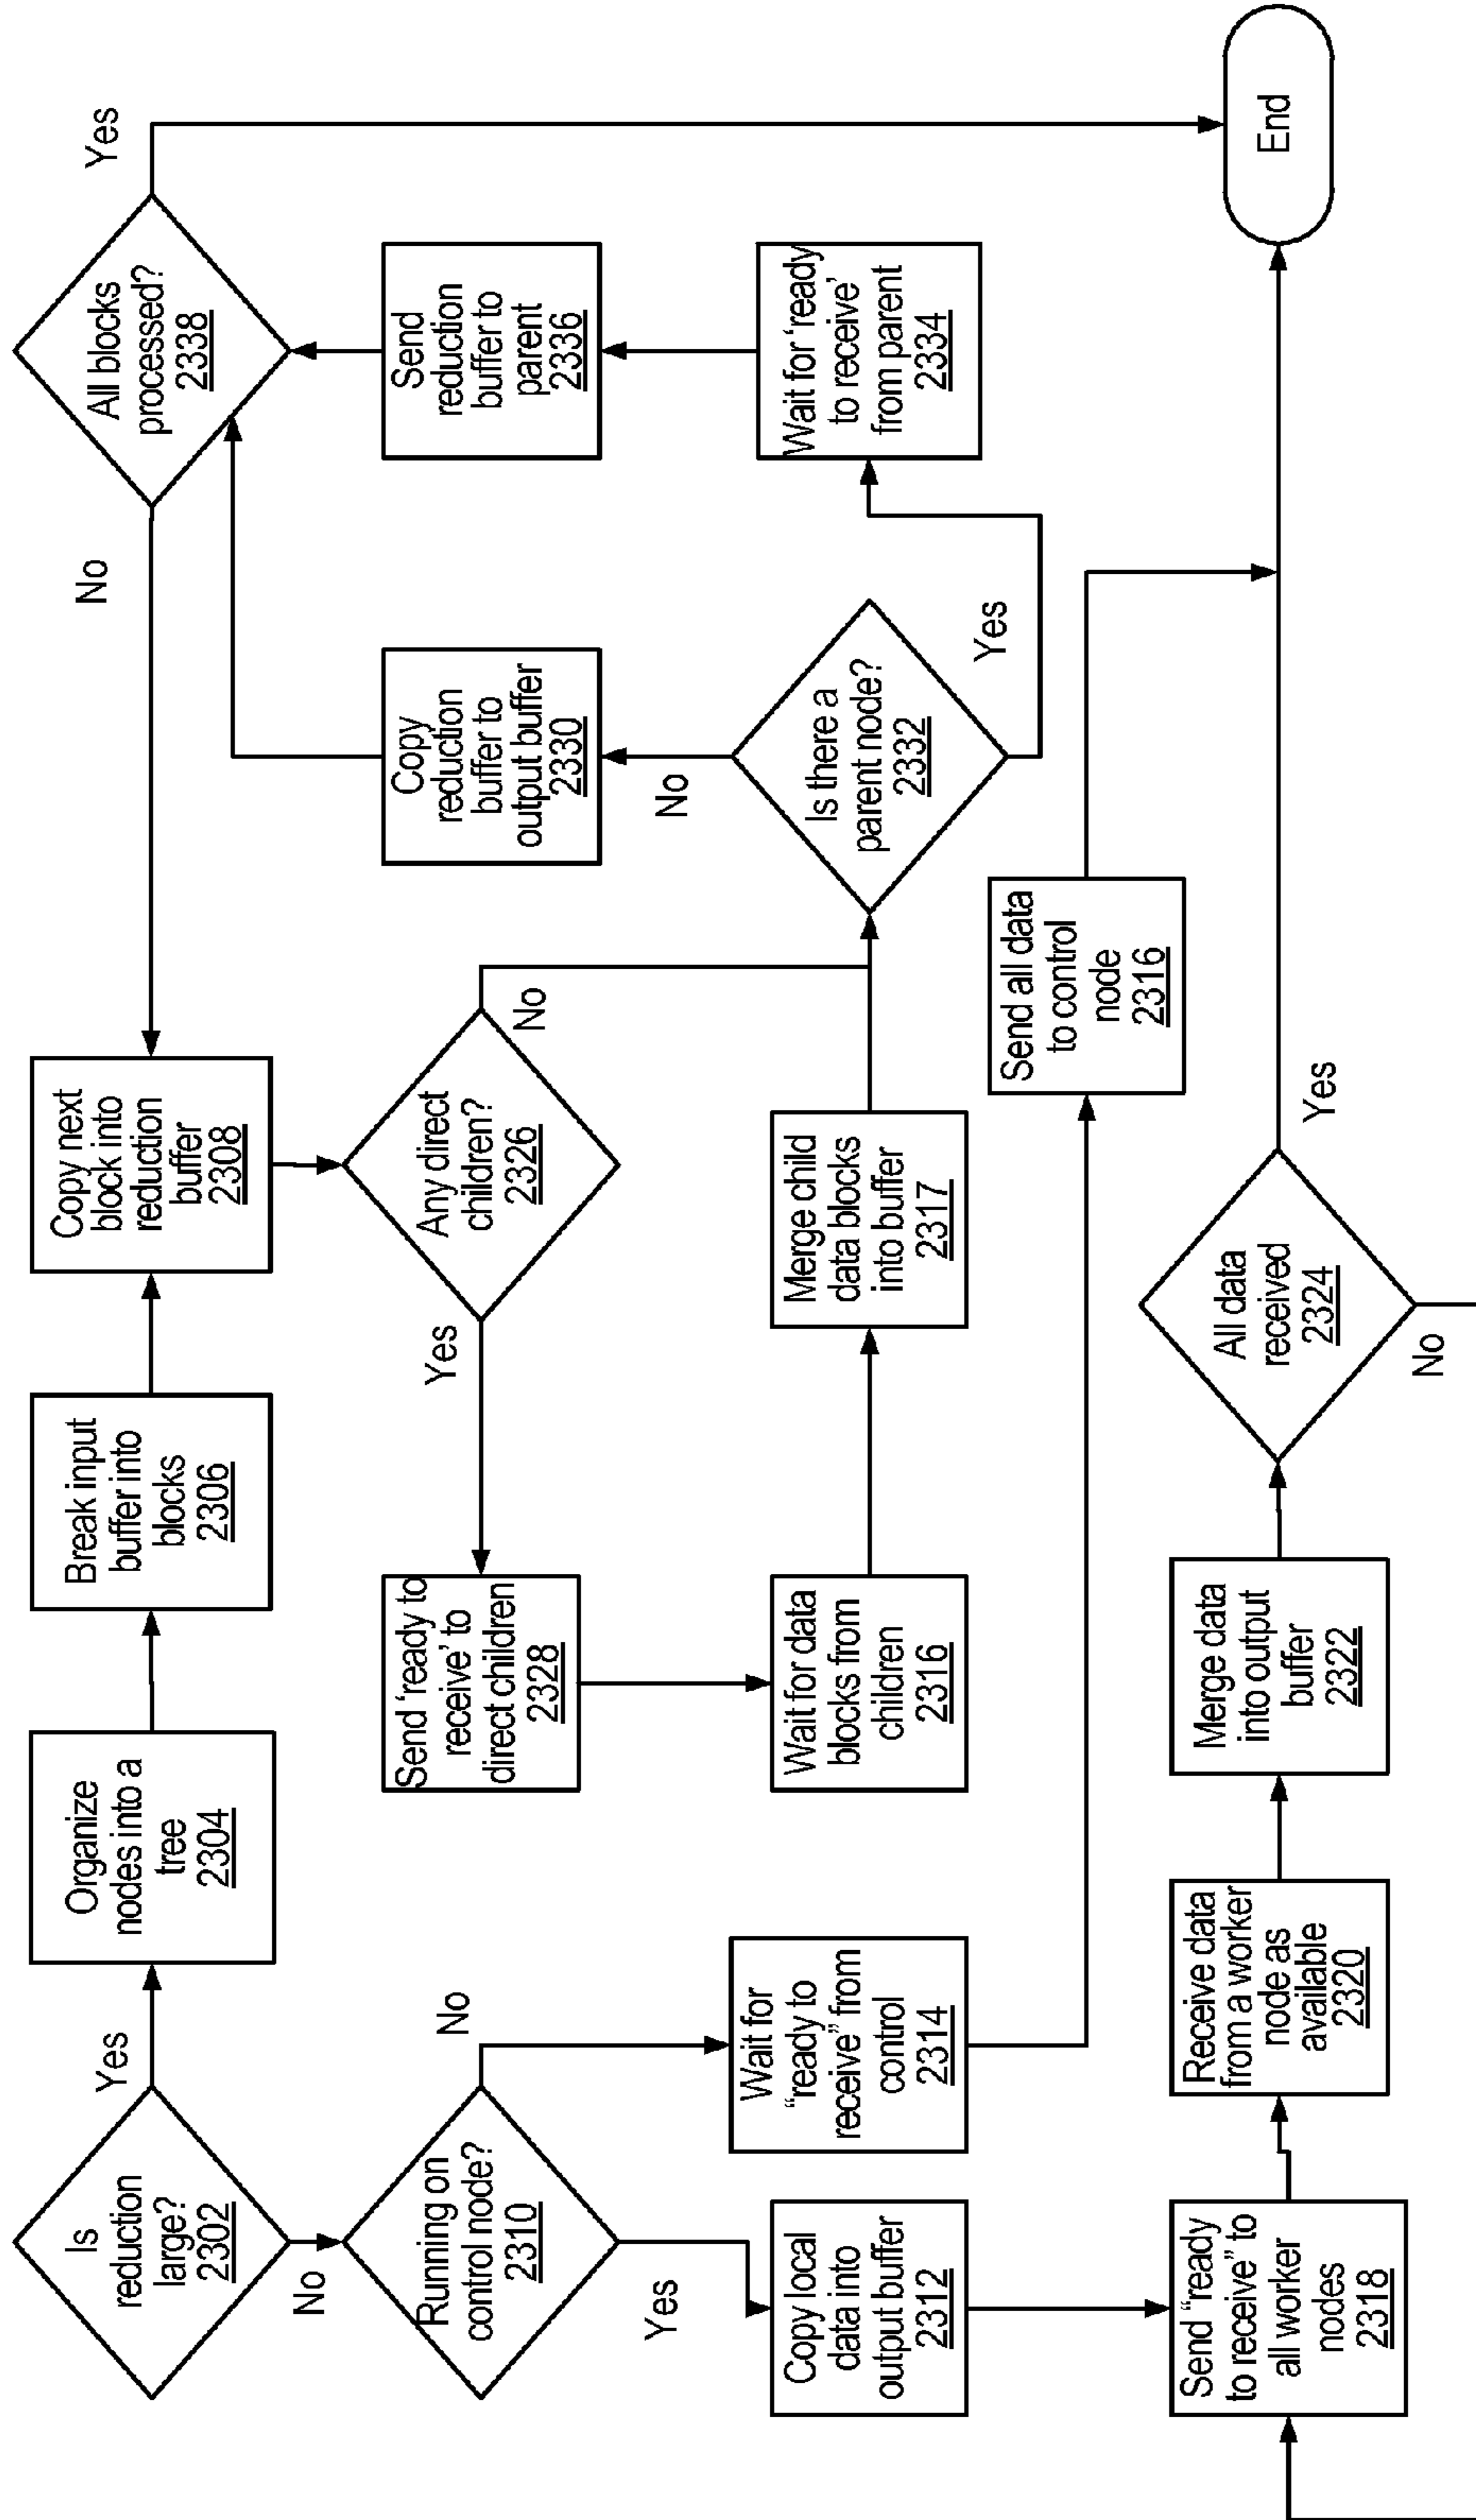 Is
reduction
large?
2302
Yes
No
Organize
nodes into a
tree
2304
Break input
buffer into
blocks
2306
Copy next
block into
reduction
buffer
2308
No
All blocks
processed?
2338
Yes
Running on
control node?
2310
No
Yes
Send ‘ready to
receive’ to
direct children
2328
Yes
Any direct
children?
2326
No
Copy
reduction
buffer to
output buffer
2330
Send
reduction
buffer to
parent
2336
Copy local
data into
output buffer
2312
Wait for
“ready to
receive” from
control
2314
Wait for data
blocks from
children
2316
Merge child
data blocks
into buffer
2317
No
Is there a
parent node?
2332
Yes
Wait for ‘ready
to receive’
from parent
2334
Send all data
to control
node
2316
Send “ready
to receive” to
all worker
nodes
2318
Receive data
from a worker
node as
available
2320
Merge data
into output
buffer
2322
All data
received
2324
Yes
No
End